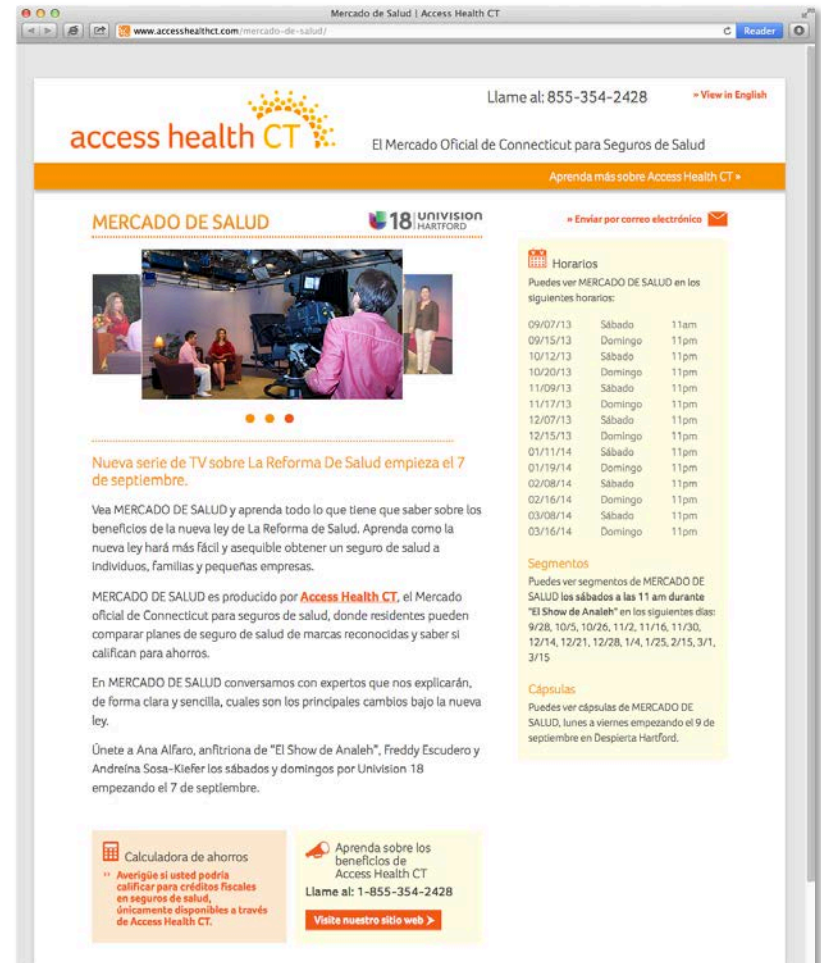 Mercado de Salud | Access Health CT
www.accesshealthct.com/mercado-de-salud/
Reader
Llame al: 855-354-2428
» View in English
access health CT
El Mercado Oficial de Connecticut para Seguros de Salud
Aprenda más sobre Access Health CT »
MERCADO DE SALUD
18 UNIVISION
HARTFORD
» Enviar por correo electrónico
Nueva serie de TV sobre La Reforma De Salud empieza el 7
de septiembre.
Vea MERCADO DE SALUD y aprenda todo lo que tiene que saber sobre los
beneficios de la nueva ley de La Reforma de Salud. Aprenda como la
nueva ley hará más fácil y asequible obtener un seguro de salud a
individuos, familias y pequeñas empresas.
MERCADO DE SALUD es producido por Access Health CT, el Mercado
oficial de Connecticut para seguros de salud, donde residentes pueden
comparar planes de seguro de salud de marcas reconocidas y saber si
califican para ahorros.
En MERCADO DE SALUD conversamos con expertos que nos explicarán,
de forma clara y sencilla, cuales son los principales cambios bajo la nueva
ley.
Únete a Ana Alfaro, anfitriona de "El Show de Analeh", Freddy Escudero y
Andreína Sosa-Kiefer los sábados y domingos por Univision 18
empezando el 7 de septiembre.
Horarios
Puedes ver MERCADO DE SALUD en los
siguientes horarios:
09/07/13 Sábado 11am
09/15/13 Domingo 11pm
10/12/13 Sábado 11pm
10/20/13 Domingo 11pm
11/09/13 Sábado 11pm
11/17/13 Domingo 11pm
12/07/13 Sábado 11pm
12/15/13 Domingo 11pm
01/11/14 Sábado 11pm
01/19/14 Domingo 11pm
02/08/14 Sábado 11pm
02/16/14 Domingo 11pm
03/08/14 Sábado 11pm
03/16/14 Domingo 11pm
Segmentos
Puedes ver segmentos de MERCADO DE
SALUD los sábados a las 11 am durante
"El Show de Analeh" en los siguientes días:
9/28, 10/5, 10/26, 11/2, 11/16, 11/30,
12/14, 12/21, 12/28, 1/4, 1/25, 2/15, 3/1,
3/15
Cápsulas
Puedes ver cápsulas de MERCADO DE
SALUD, lunes a viernes empezando el 9 de
septiembre en Despierta Hartford.
Calculadora de ahorros
» Averigüe si usted podría
calificar para créditos fiscales
en seguros de salud,
únicamente disponibles a través
de Access Health CT.
Aprenda sobre los
beneficios de
Access Health CT
Llame al: 1-855-354-2428
Visite nuestro sitio web >